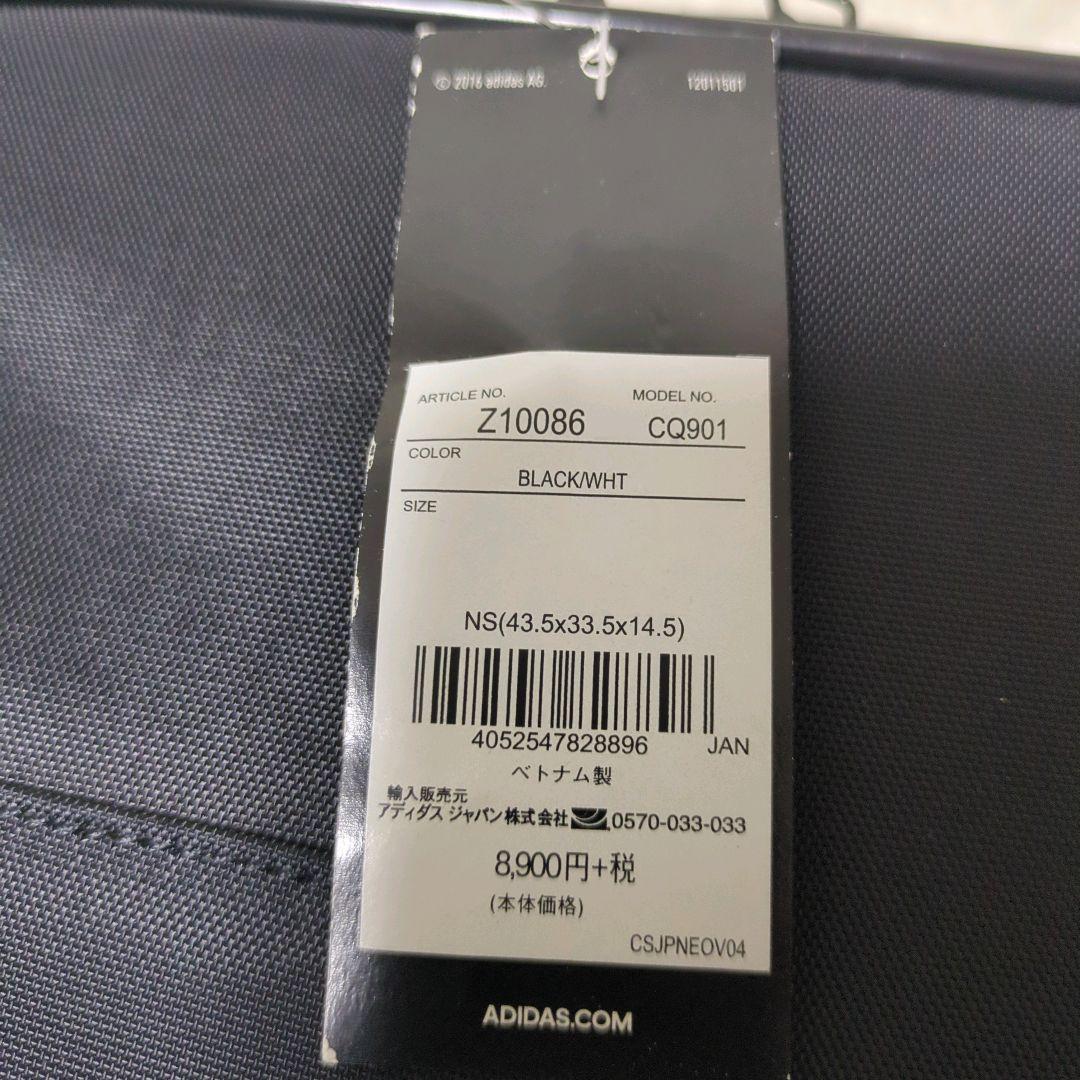 © 2016 adidas AG. 12011501
ARTICLE NO. MODEL NO.
Z10086 CQ901
COLOR
BLACK/WHT
SIZE
NS(43.5x33.5x14.5)
4052547828896 JAN
ベトナム製
輸入販売元
アディダス ジャパン株式会社 0570-033-033
8,900円+税
(本体価格)
CSJPNEOV04
ADIDAS.COM